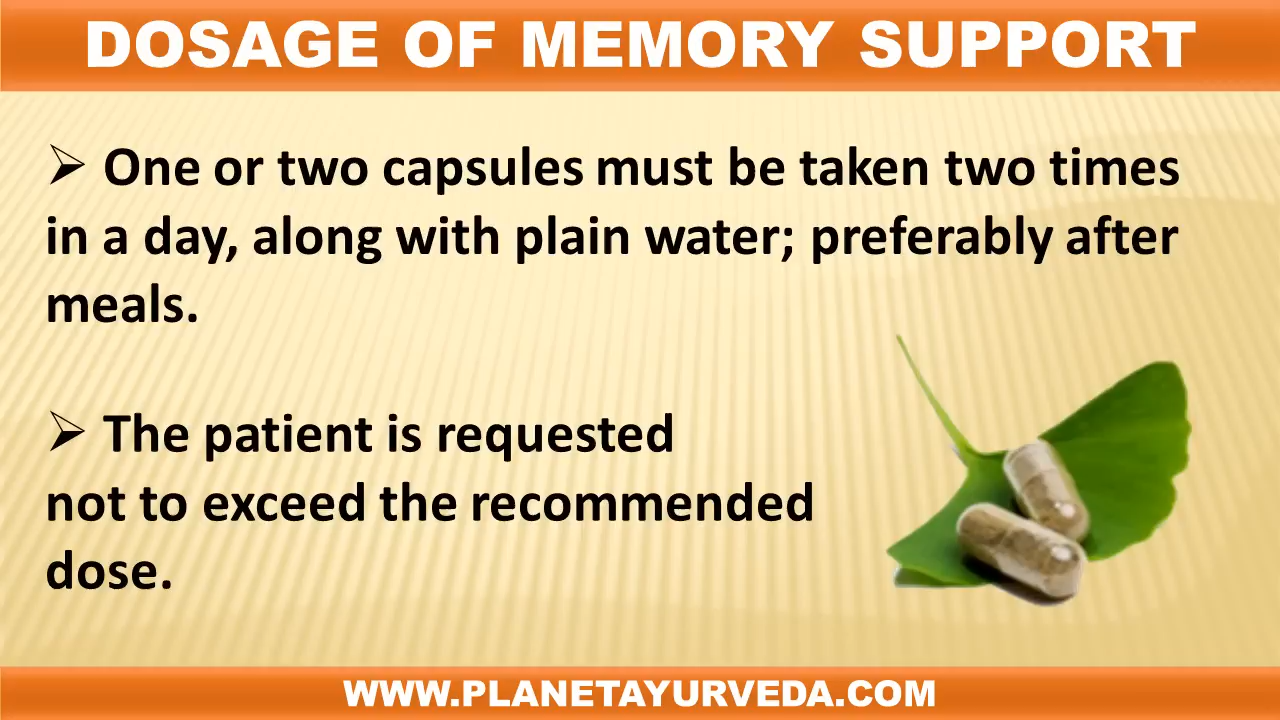 DOSAGE OF MEMORY SUPPORT
➢ One or two capsules must be taken two times
in a day, along with plain water; preferably after
meals.
➢ The patient is requested
not to exceed the recommended
dose.
WWW.PLANETAYURVEDA.COM